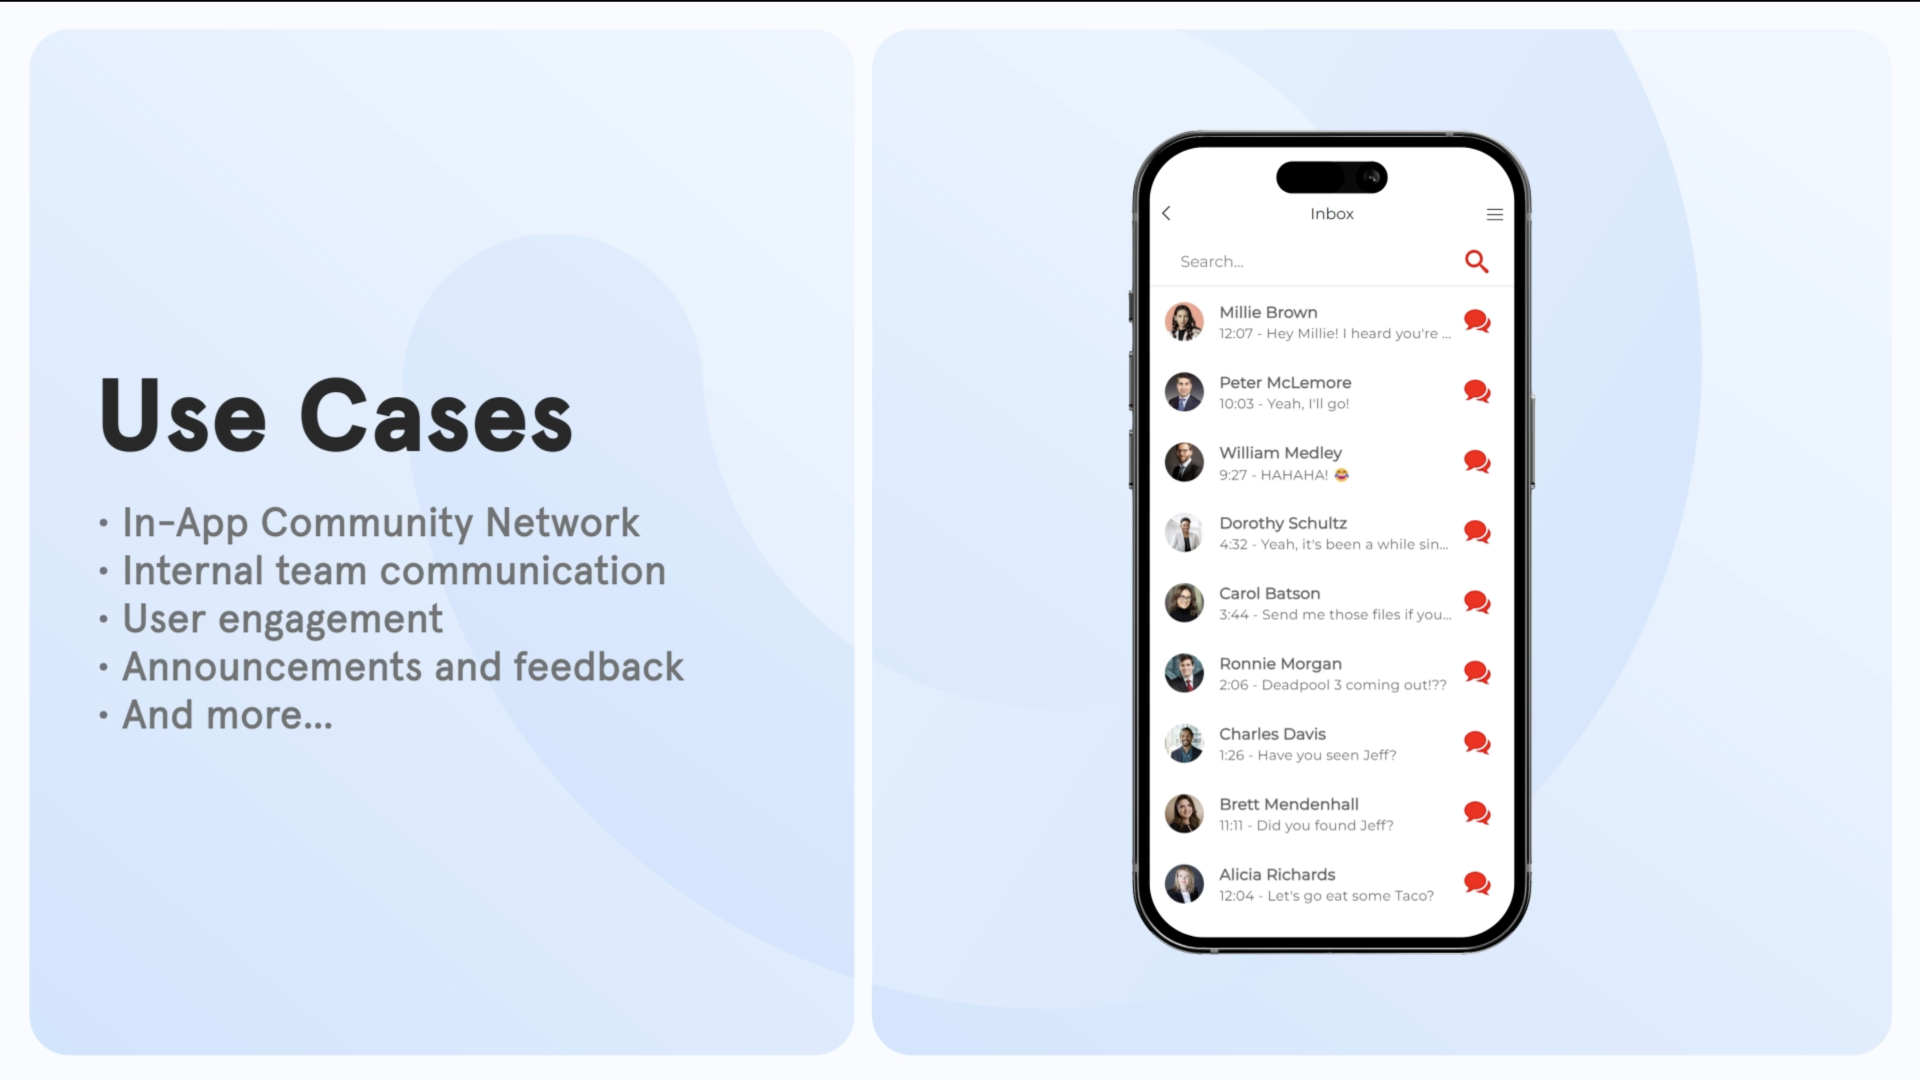 Use Cases
• In-App Community Network
• Internal team communication
• User engagement
• Announcements and feedback
• And more...
Inbox
Search...
Millie Brown
12:07 - Hey Millie! I heard you're ...
Peter McLemore
10:03 - Yeah, I'll go!
William Medley
9:27 - HAHAHA! 😂
Dorothy Schultz
4:32 - Yeah, it's been a while sin...
Carol Batson
3:44 - Send me those files if you...
Ronnie Morgan
2:06 - Deadpool 3 coming out!??
Charles Davis
1:26 - Have you seen Jeff?
Brett Mendenhall
11:11 - Did you found Jeff?
Alicia Richards
12:04 - Let's go eat some Taco?